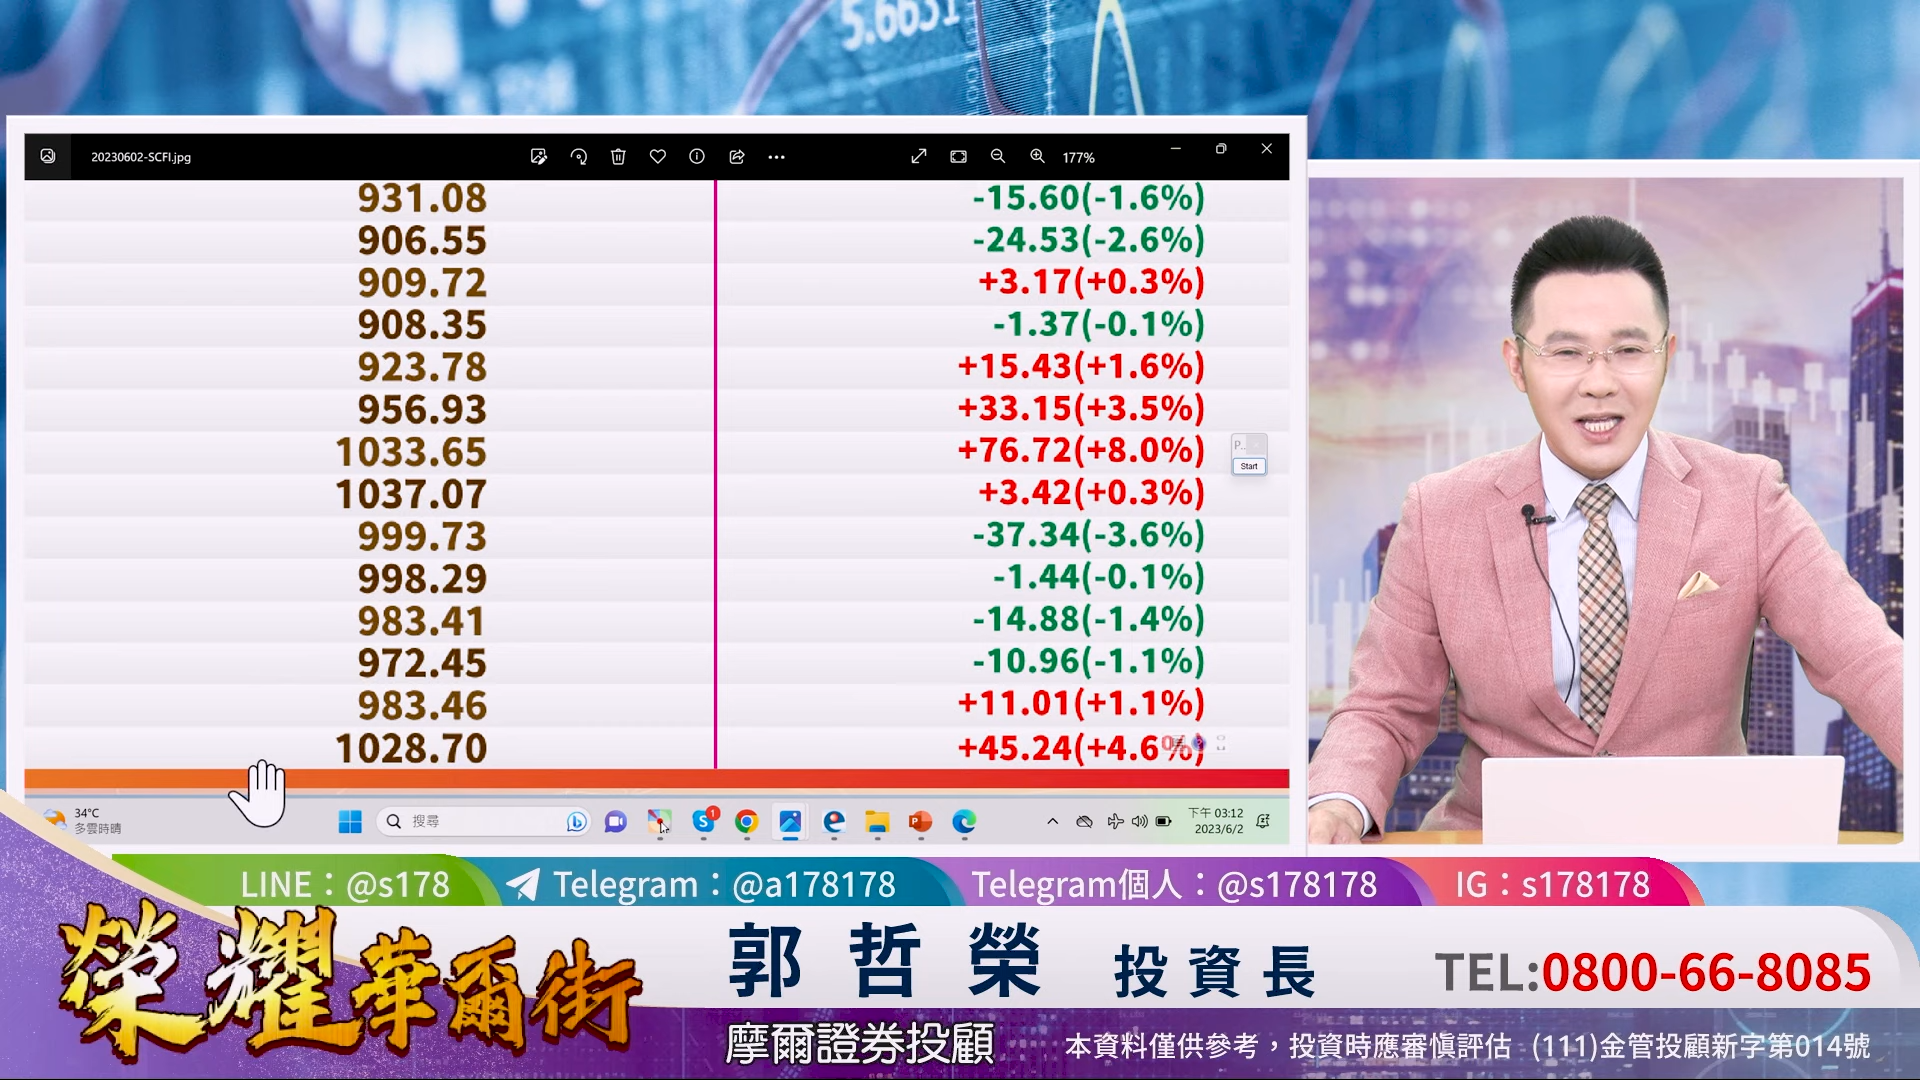 5.6631
20230602-SCFI.jpg
177%
931.08 -15.60(-1.6%)
906.55 -24.53(-2.6%)
909.72 +3.17(+0.3%)
908.35 -1.37(-0.1%)
923.78 +15.43(+1.6%)
956.93 +33.15(+3.5%)
1033.65 +76.72(+8.0%)
1037.07 +3.42(+0.3%)
999.73 -37.34(-3.6%)
998.29 -1.44(-0.1%)
983.41 -14.88(-1.4%)
972.45 -10.96(-1.1%)
983.46 +11.01(+1.1%)
1028.70 +45.24(+4.6%)
P...
Start
34°C
多雲時晴
搜尋
1
下午 03:12
2023/6/2
LINE：@s178
Telegram：@a178178
Telegram個人：@s178178
IG：s178178
榮耀華爾街
郭哲榮 投資長
TEL:0800-66-8085
摩爾證券投顧
本資料僅供參考，投資時應審慎評估 (111)金管投顧新字第014號